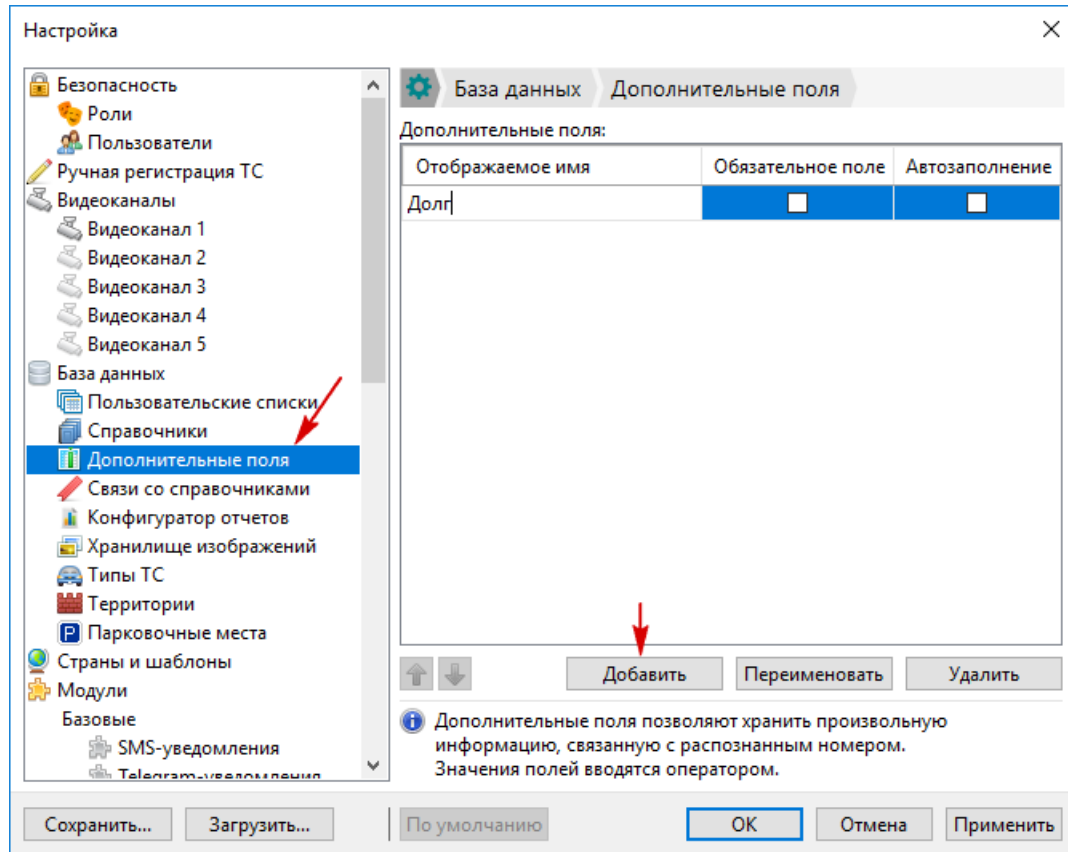 Настройка
Безопасность
Роли
Пользователи
Ручная регистрация ТС
Видеоканалы
Видеоканал 1
Видеоканал 2
Видеоканал 3
Видеоканал 4
Видеоканал 5
База данных
Пользовательские списки
Справочники
Дополнительные поля
Связи со справочниками
Конфигуратор отчетов
Хранилище изображений
Типы ТС
Территории
Парковочные места
Страны и шаблоны
Модули
Базовые
SMS-уведомления
Telegram-уведомления
База данных Дополнительные поля
Дополнительные поля:
Отображаемое имя Обязательное поле Автозаполнение
Долг
Добавить Переименовать Удалить
Дополнительные поля позволяют хранить произвольную
информацию, связанную с распознанным номером.
Значения полей вводятся оператором.
Сохранить... Загрузить... По умолчанию ОК Отмена Применить